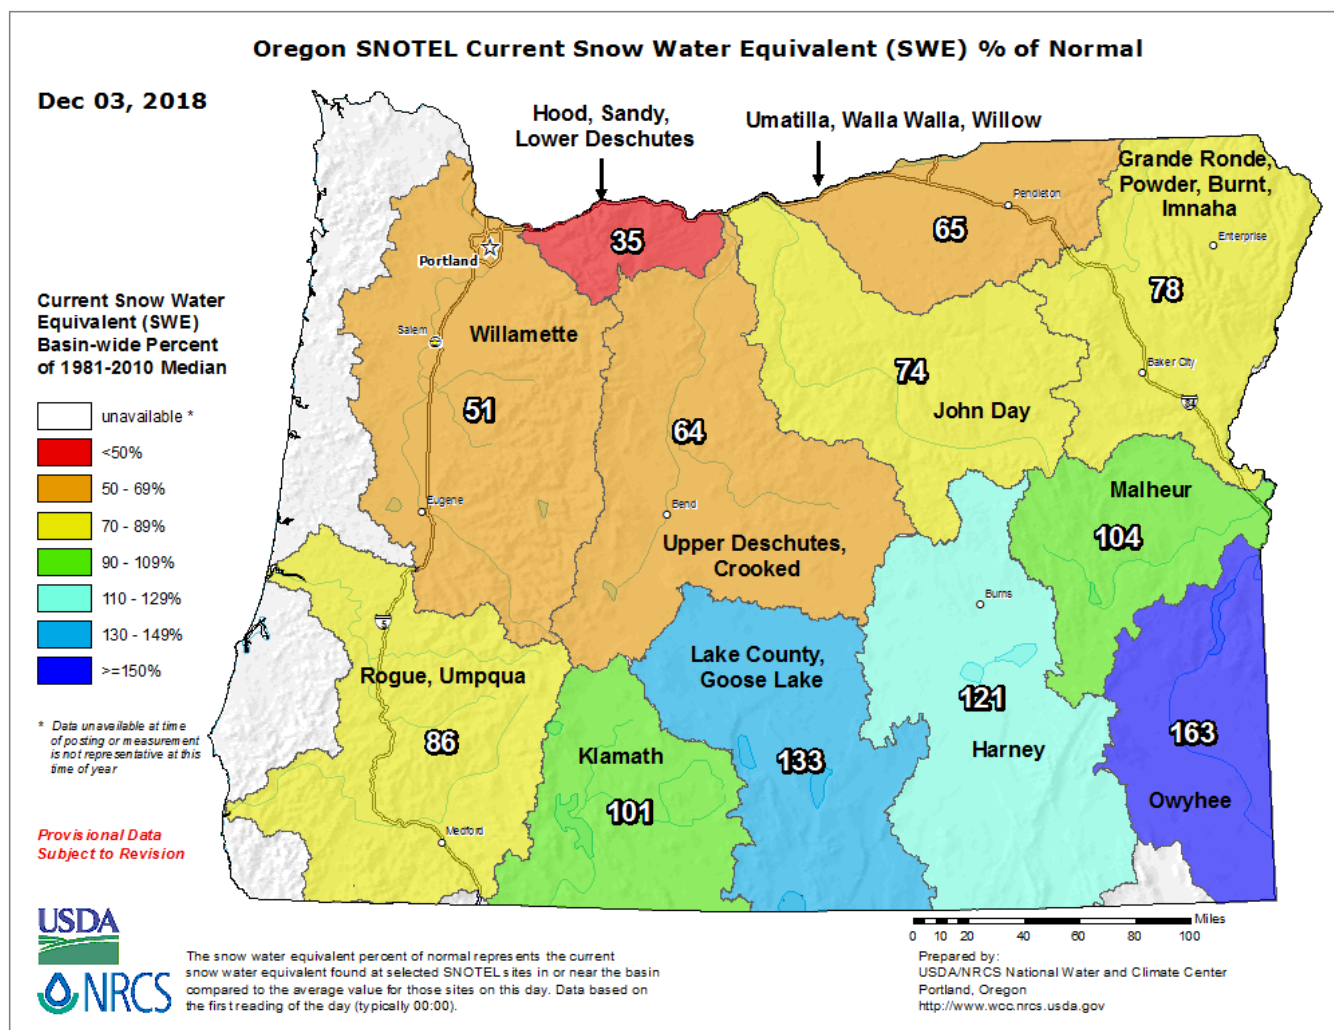 Oregon SNOTEL Current Snow Water Equivalent (SWE) % of Normal
Dec 03, 2018
Hood, Sandy,
Lower Deschutes
Umatilla, Walla Walla, Willow
Grande Ronde,
Powder, Burnt,
Imnaha
Pendleton
Enterprise
35
65
Portland
78
Current Snow Water
Equivalent (SWE)
Basin-wide Percent
of 1981-2010 Median
Salem
Willamette
74
Baker City
John Day
84
unavailable *
<50%
50 - 69%
70 - 89%
90 - 109%
110 - 129%
130 - 149%
>=150%
51
64
Eugene
Bend
Malheur
104
Upper Deschutes,
Crooked
Burns
5
Lake County,
Goose Lake
Rogue, Umpqua
121
86
Klamath
133
Harney
163
Owyhee
101
Medford
* Data unavailable at time
of posting or measurement
is not representative at this
time of year
Provisional Data
Subject to Revision
USDA
NRCS
The snow water equivalent percent of normal represents the current
snow water equivalent found at selected SNOTEL sites in or near the basin
compared to the average value for those sites on this day. Data based on
the first reading of the day (typically 00:00).
Miles
0 10 20 40 60 80 100
Prepared by:
USDA/NRCS National Water and Climate Center
Portland, Oregon
http://www.wcc.nrcs.usda.gov